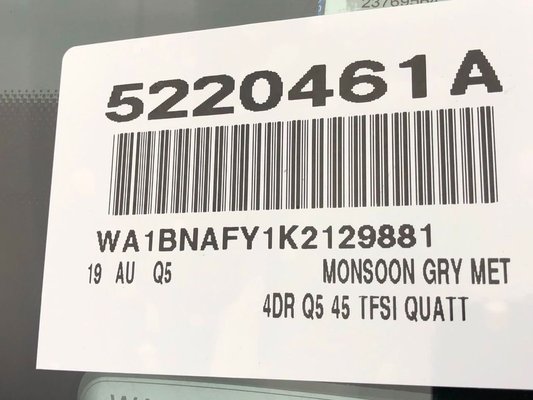 5220461A
WA1BNAFY1K2129881
19 AU Q5 MONSOON GRY MET
4DR Q5 45 TFSI QUATT